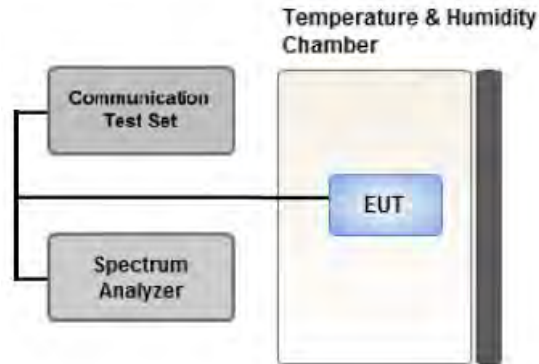 Temperature & Humidity
Chamber
Communication
Test Set
EUT
Spectrum
Analyzer